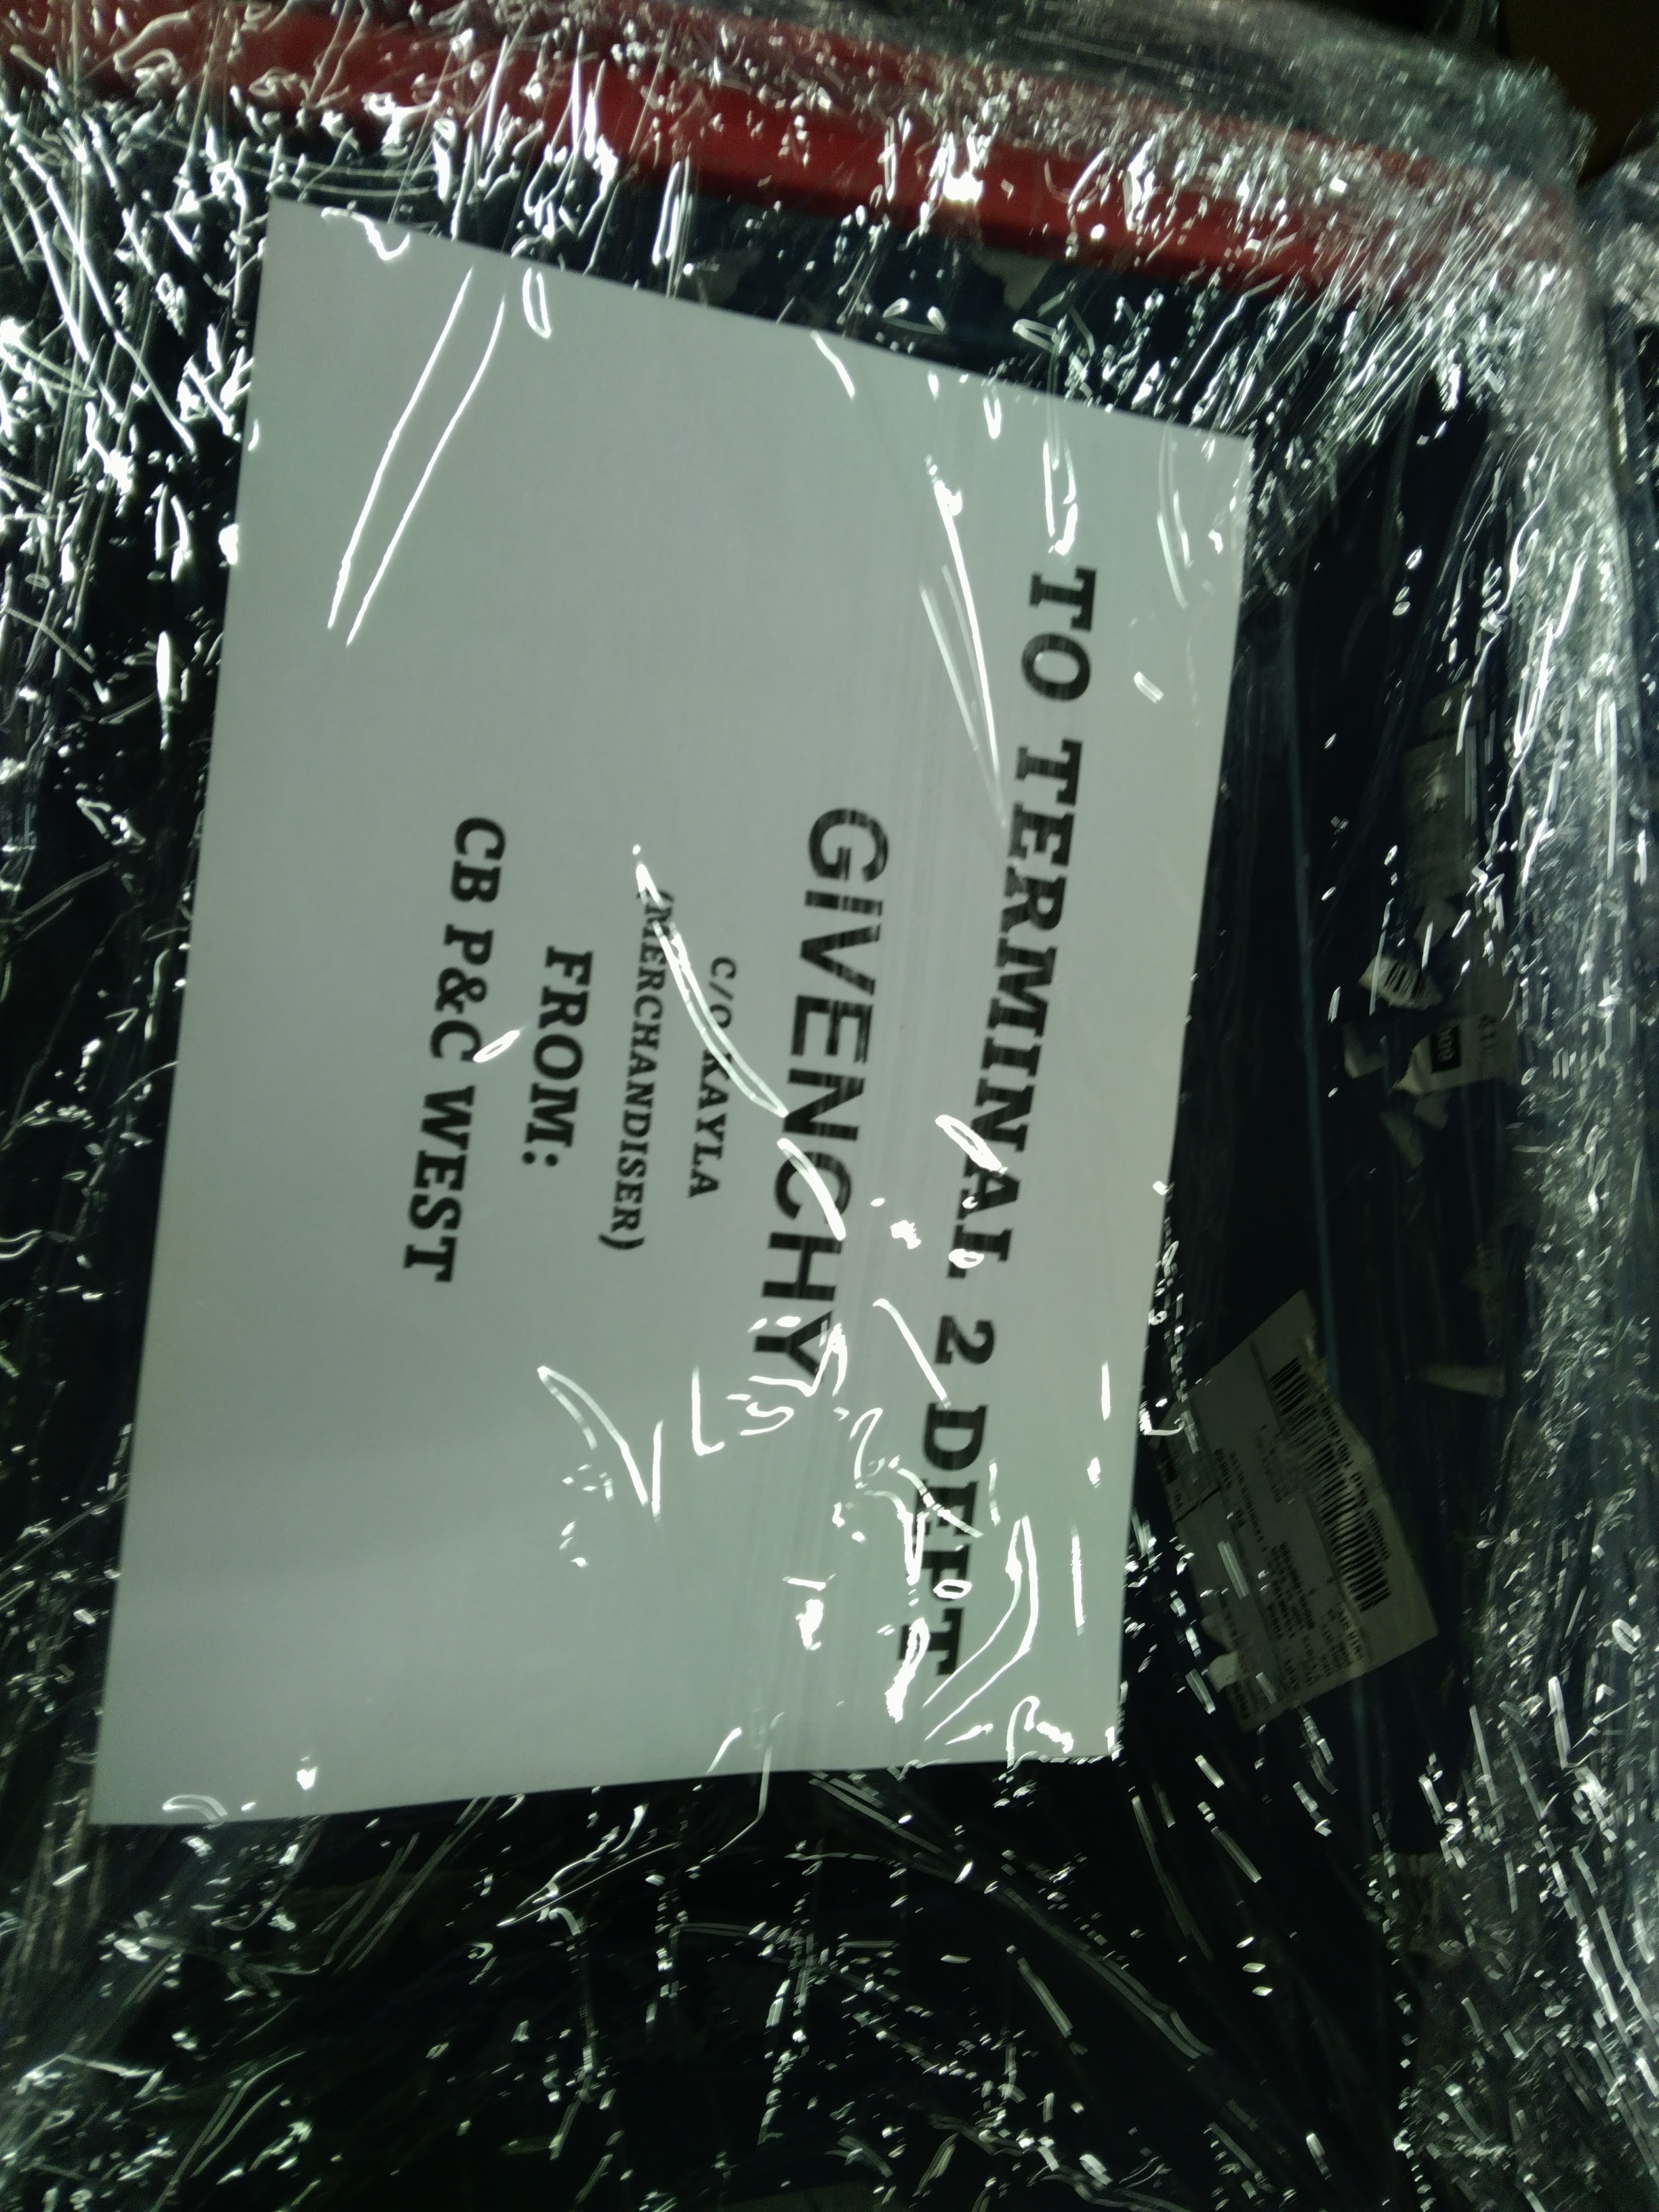 TO TERMINAL 2 DEPT
GIVENCHY
C/O KAYLA
(MERCHANDISER)
FROM:
CB P&C WEST